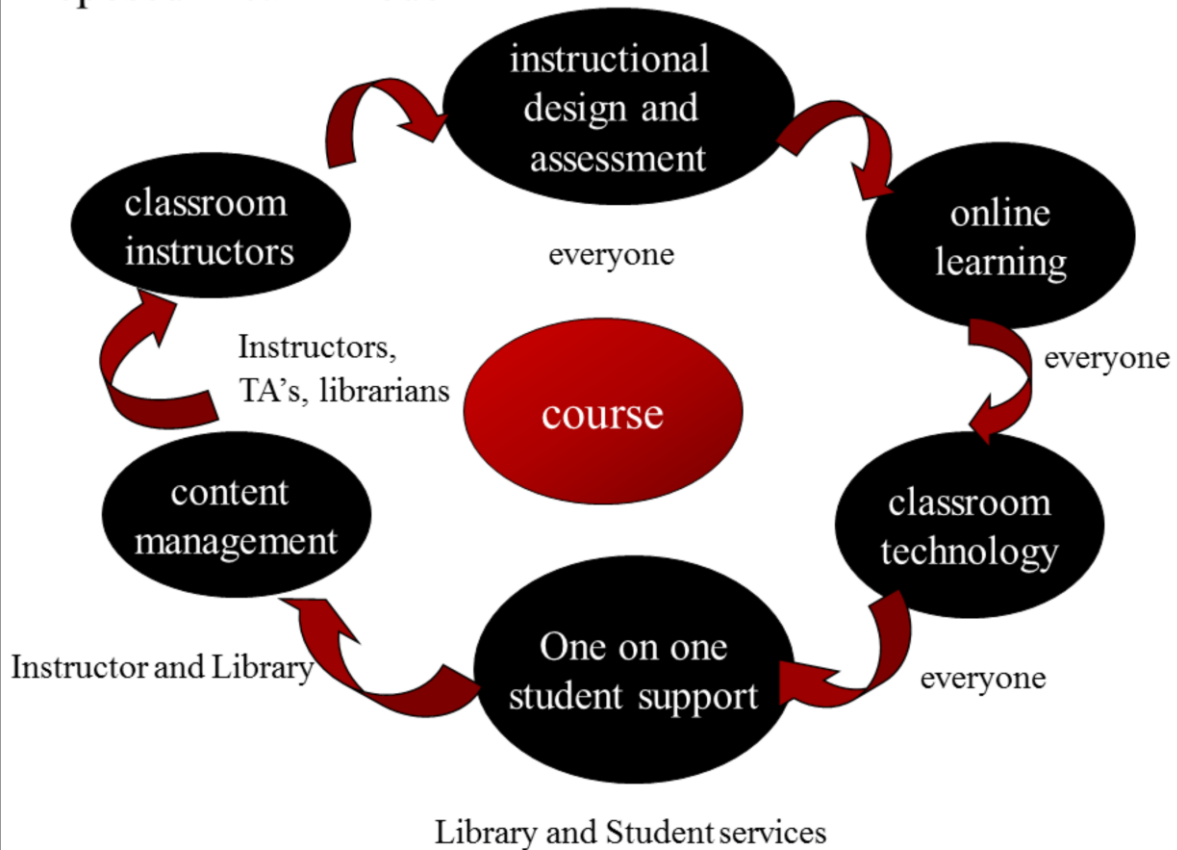 instructional
design and
assessment
classroom
instructors
online
learning
everyone
Instructors,
TA's, librarians
everyone
course
content
management
classroom
technology
One on one
student support
Instructor and Library
everyone
Library and Student services